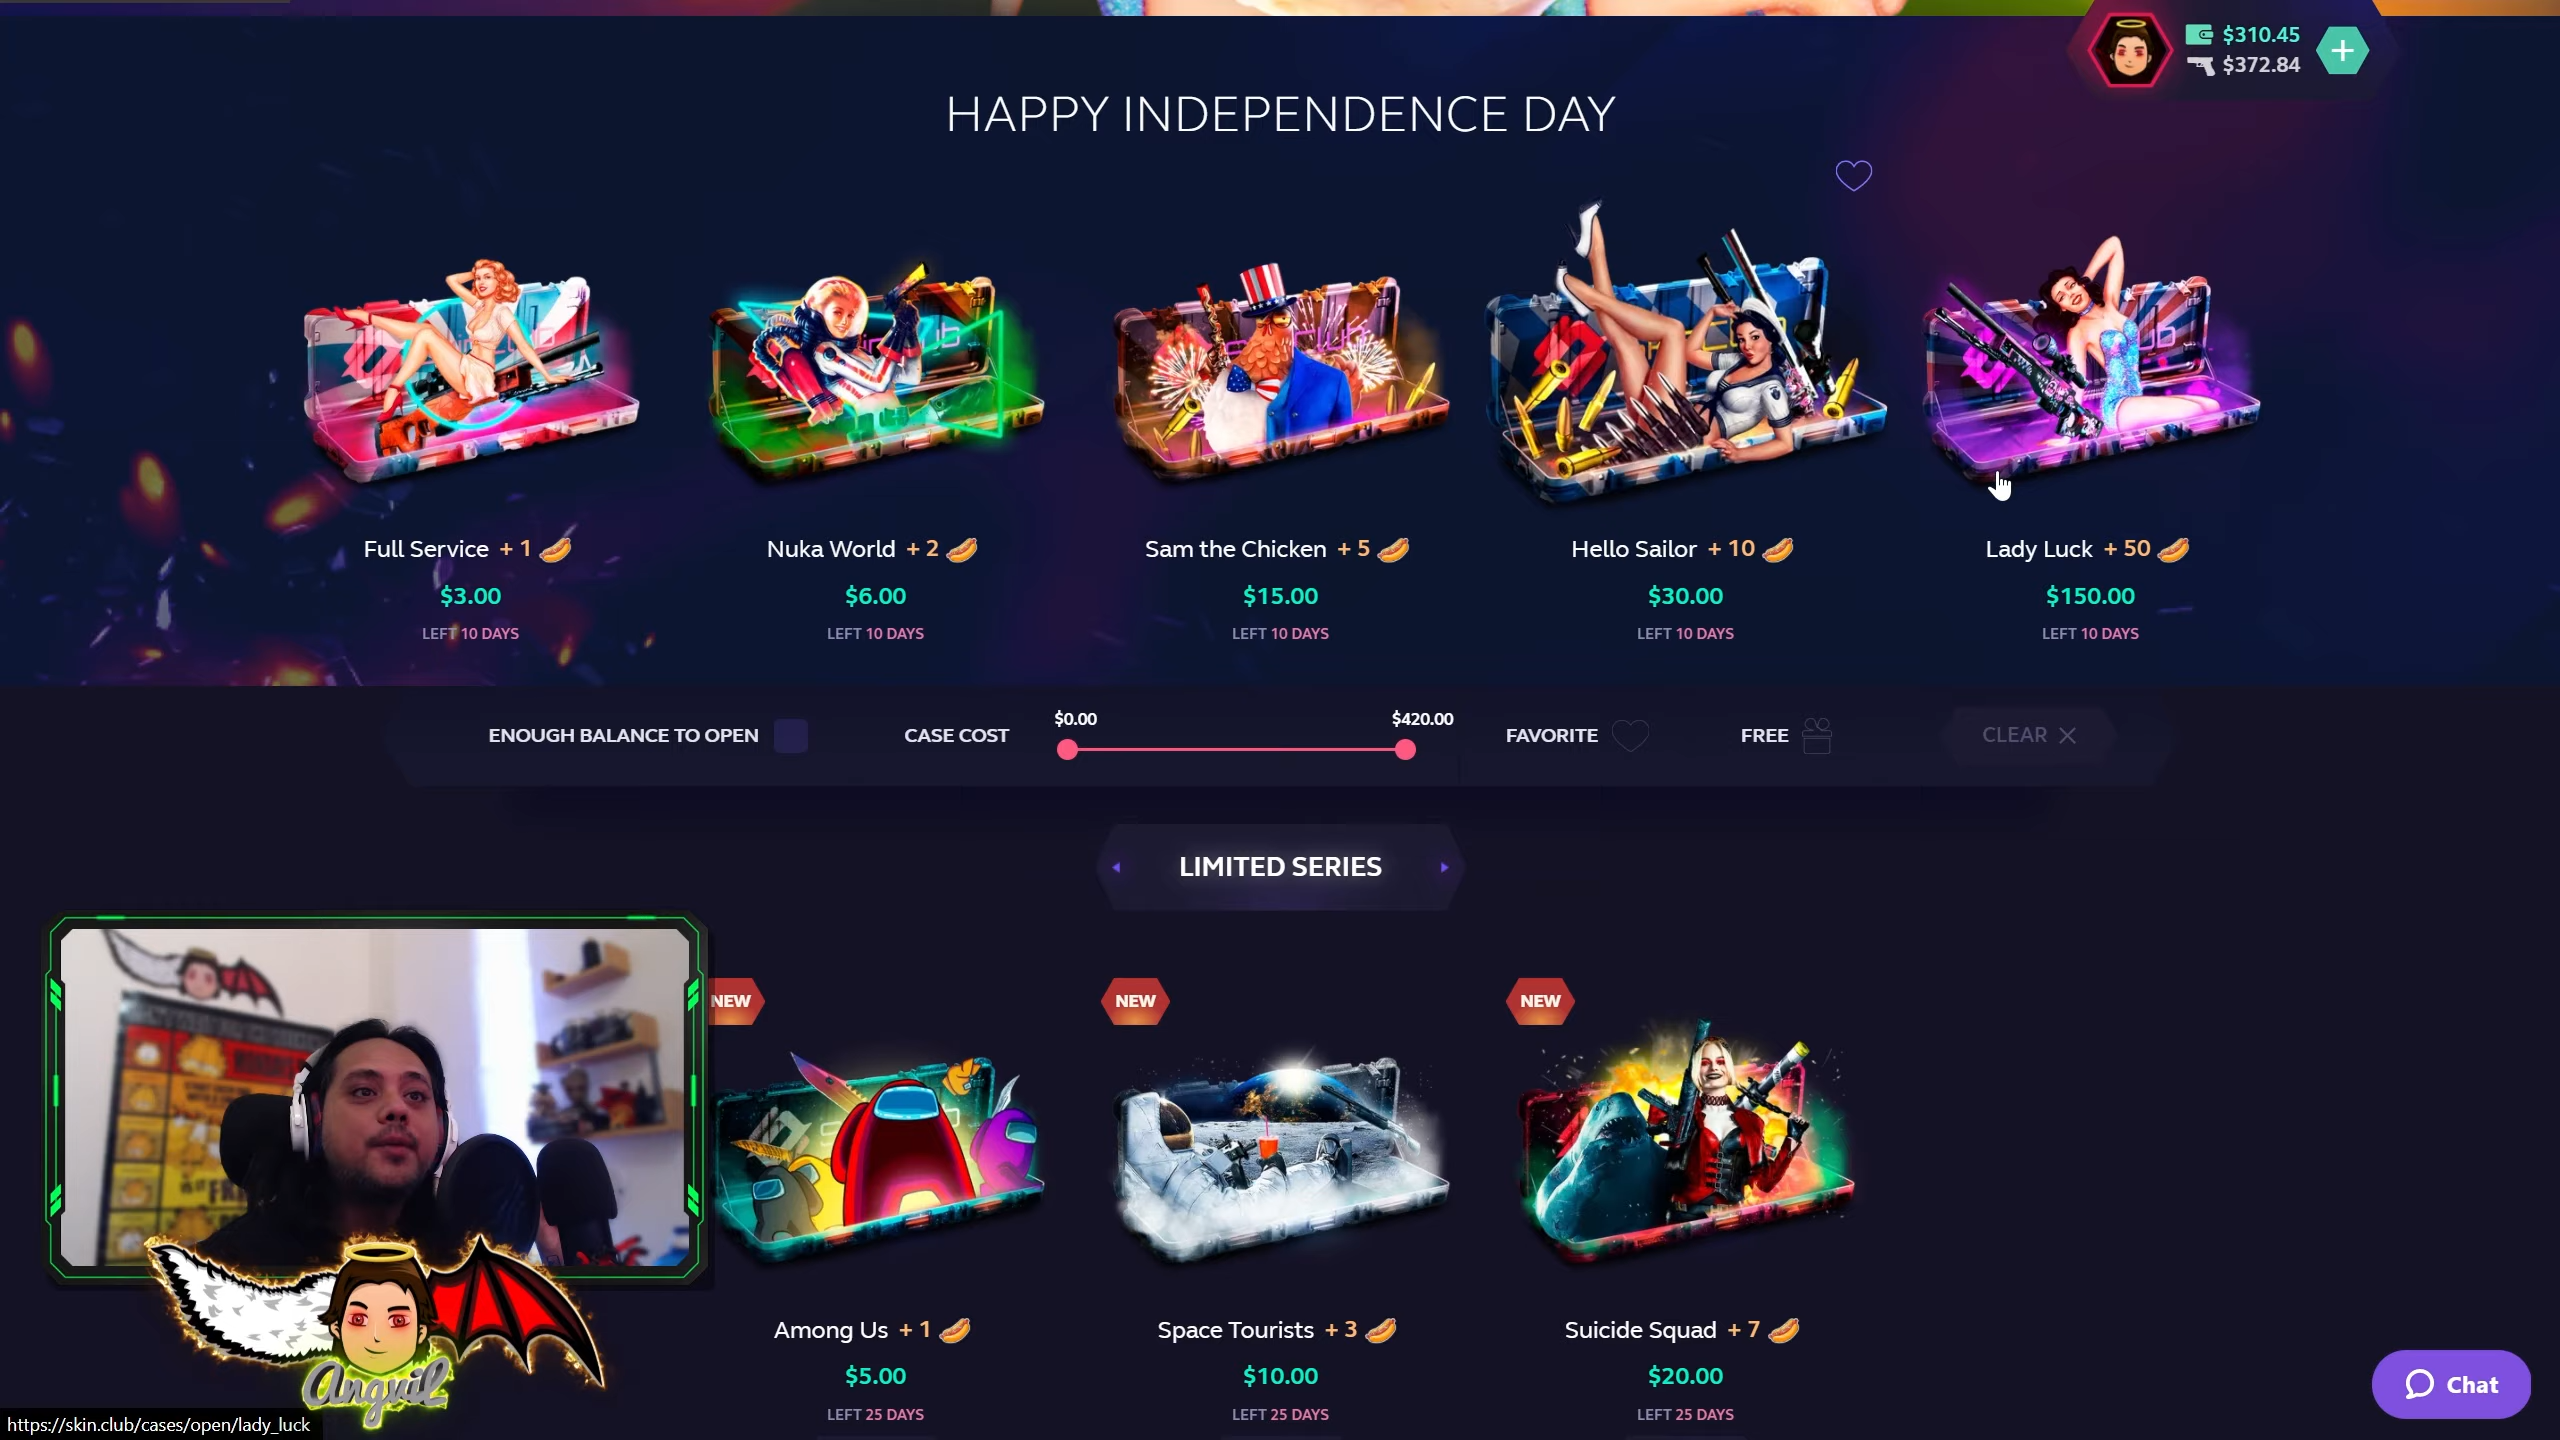 $310.45
$372.84
HAPPY INDEPENDENCE DAY
Full Service + 1
$3.00
LEFT 10 DAYS
Nuka World + 2
$6.00
LEFT 10 DAYS
Sam the Chicken + 5
$15.00
LEFT 10 DAYS
Hello Sailor + 10
$30.00
LEFT 10 DAYS
Lady Luck + 50
$150.00
LEFT 10 DAYS
ENOUGH BALANCE TO OPEN
CASE COST
$0.00
$420.00
FAVORITE
FREE
CLEAR
LIMITED SERIES
NEW
NEW
NEW
Among Us + 1
$5.00
LEFT 25 DAYS
Space Tourists + 3
$10.00
LEFT 25 DAYS
Suicide Squad + 7
$20.00
LEFT 25 DAYS
Angvil
Chat
https://skin.club/cases/open/lady_luck